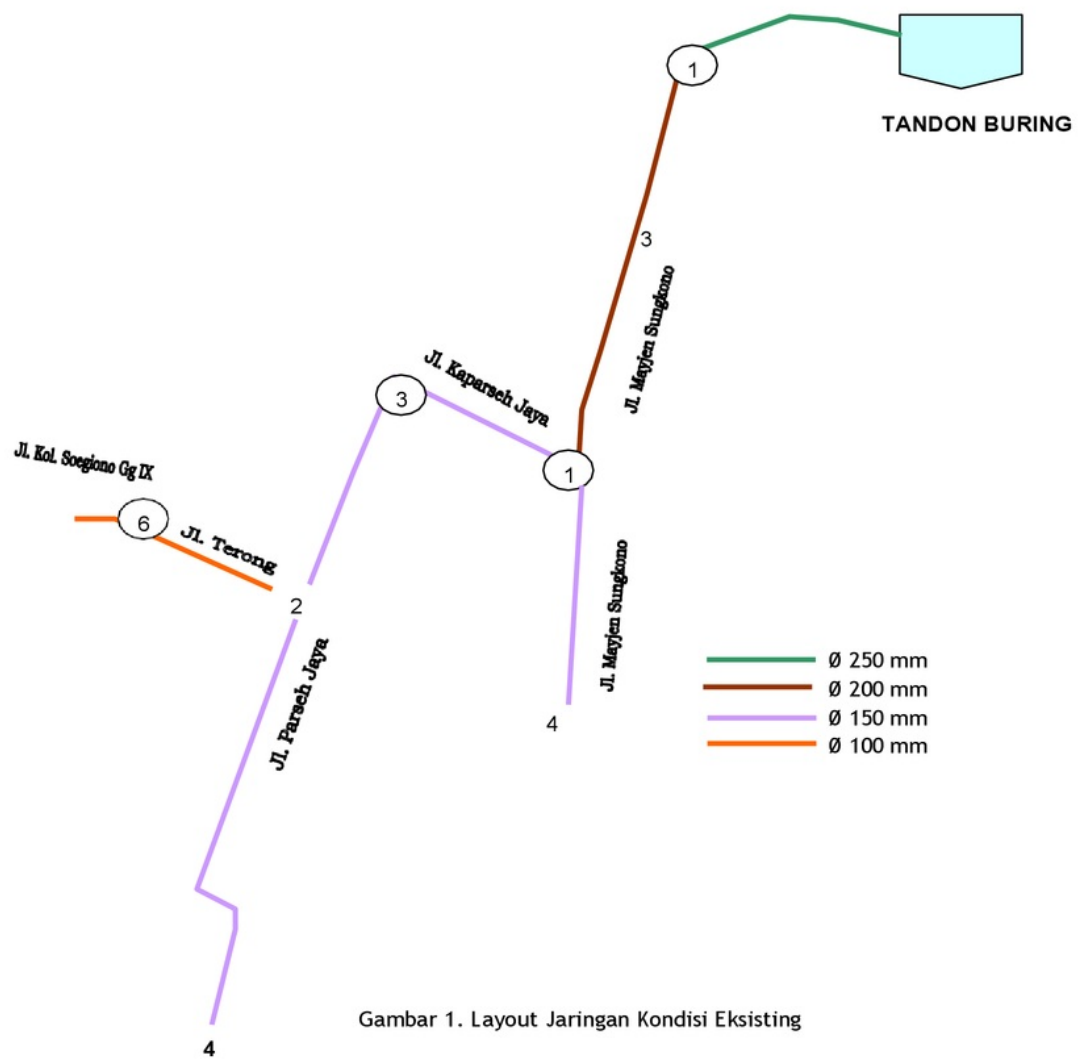 1
TANDON BURING
3
Jl. Mayjen Sungkono
Jl. Kaparseh Jaya
3
1
Jl. Kol. Soegiono Gg IX
6
Jl. Terong
2
Jl. Mayjen Sungkono
Jl. Parseh Jaya
4
Ø 250 mm
Ø 200 mm
Ø 150 mm
Ø 100 mm
Gambar 1. Layout Jaringan Kondisi Eksisting
4